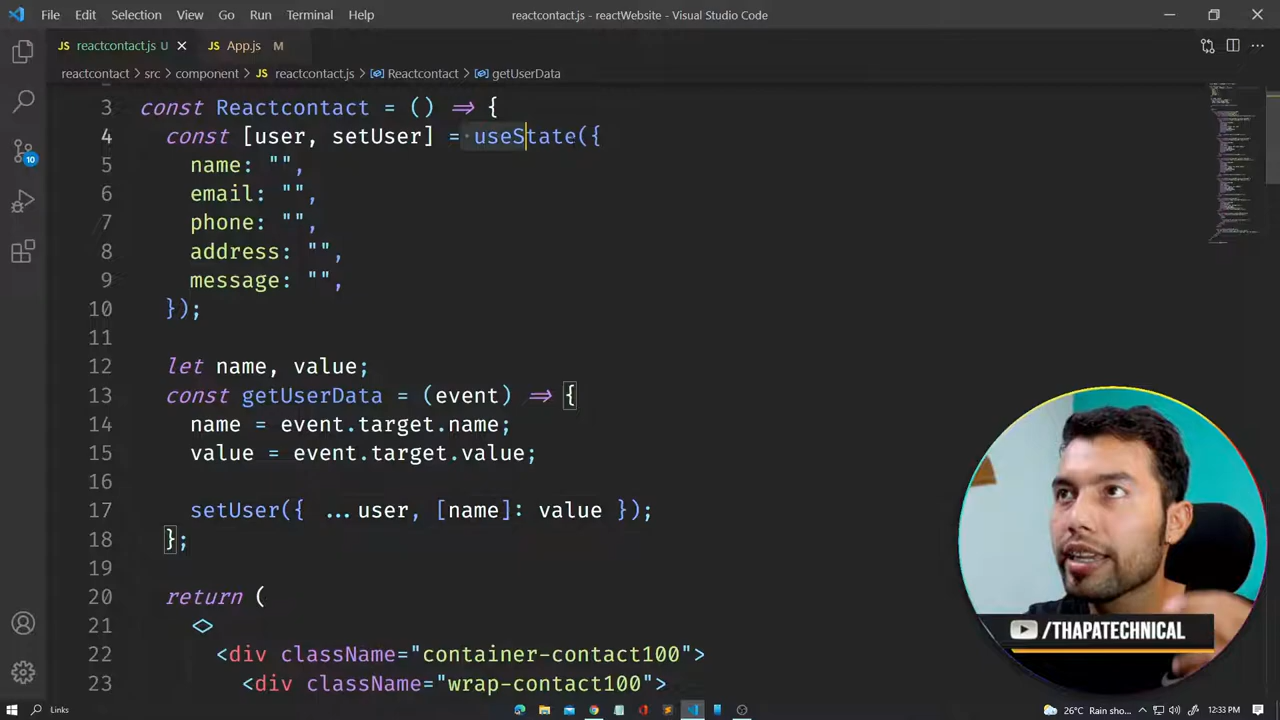 File Edit Selection View Go Run Terminal Help reactcontact.js - reactWebsite - Visual Studio Code
JS reactcontact.js U JS App.js M
reactcontact > src > component > JS reactcontact.js > Reactcontact > getUserData
3 const Reactcontact = () => {
4 const [user, setUser] = useState({
5 name: "",
6 email: "",
7 phone: "",
8 address: "",
9 message: "",
10 });
11
12 let name, value;
13 const getUserData = (event) => {
14 name = event.target.name;
15 value = event.target.value;
16
17 setUser({ ...user, [name]: value });
18 };
19
20 return (
21 <>
22 <div className="container-contact100">
23 <div className="wrap-contact100">
10
/THAPATECHNICAL
Links 26°C Rain sho... 12:33 PM